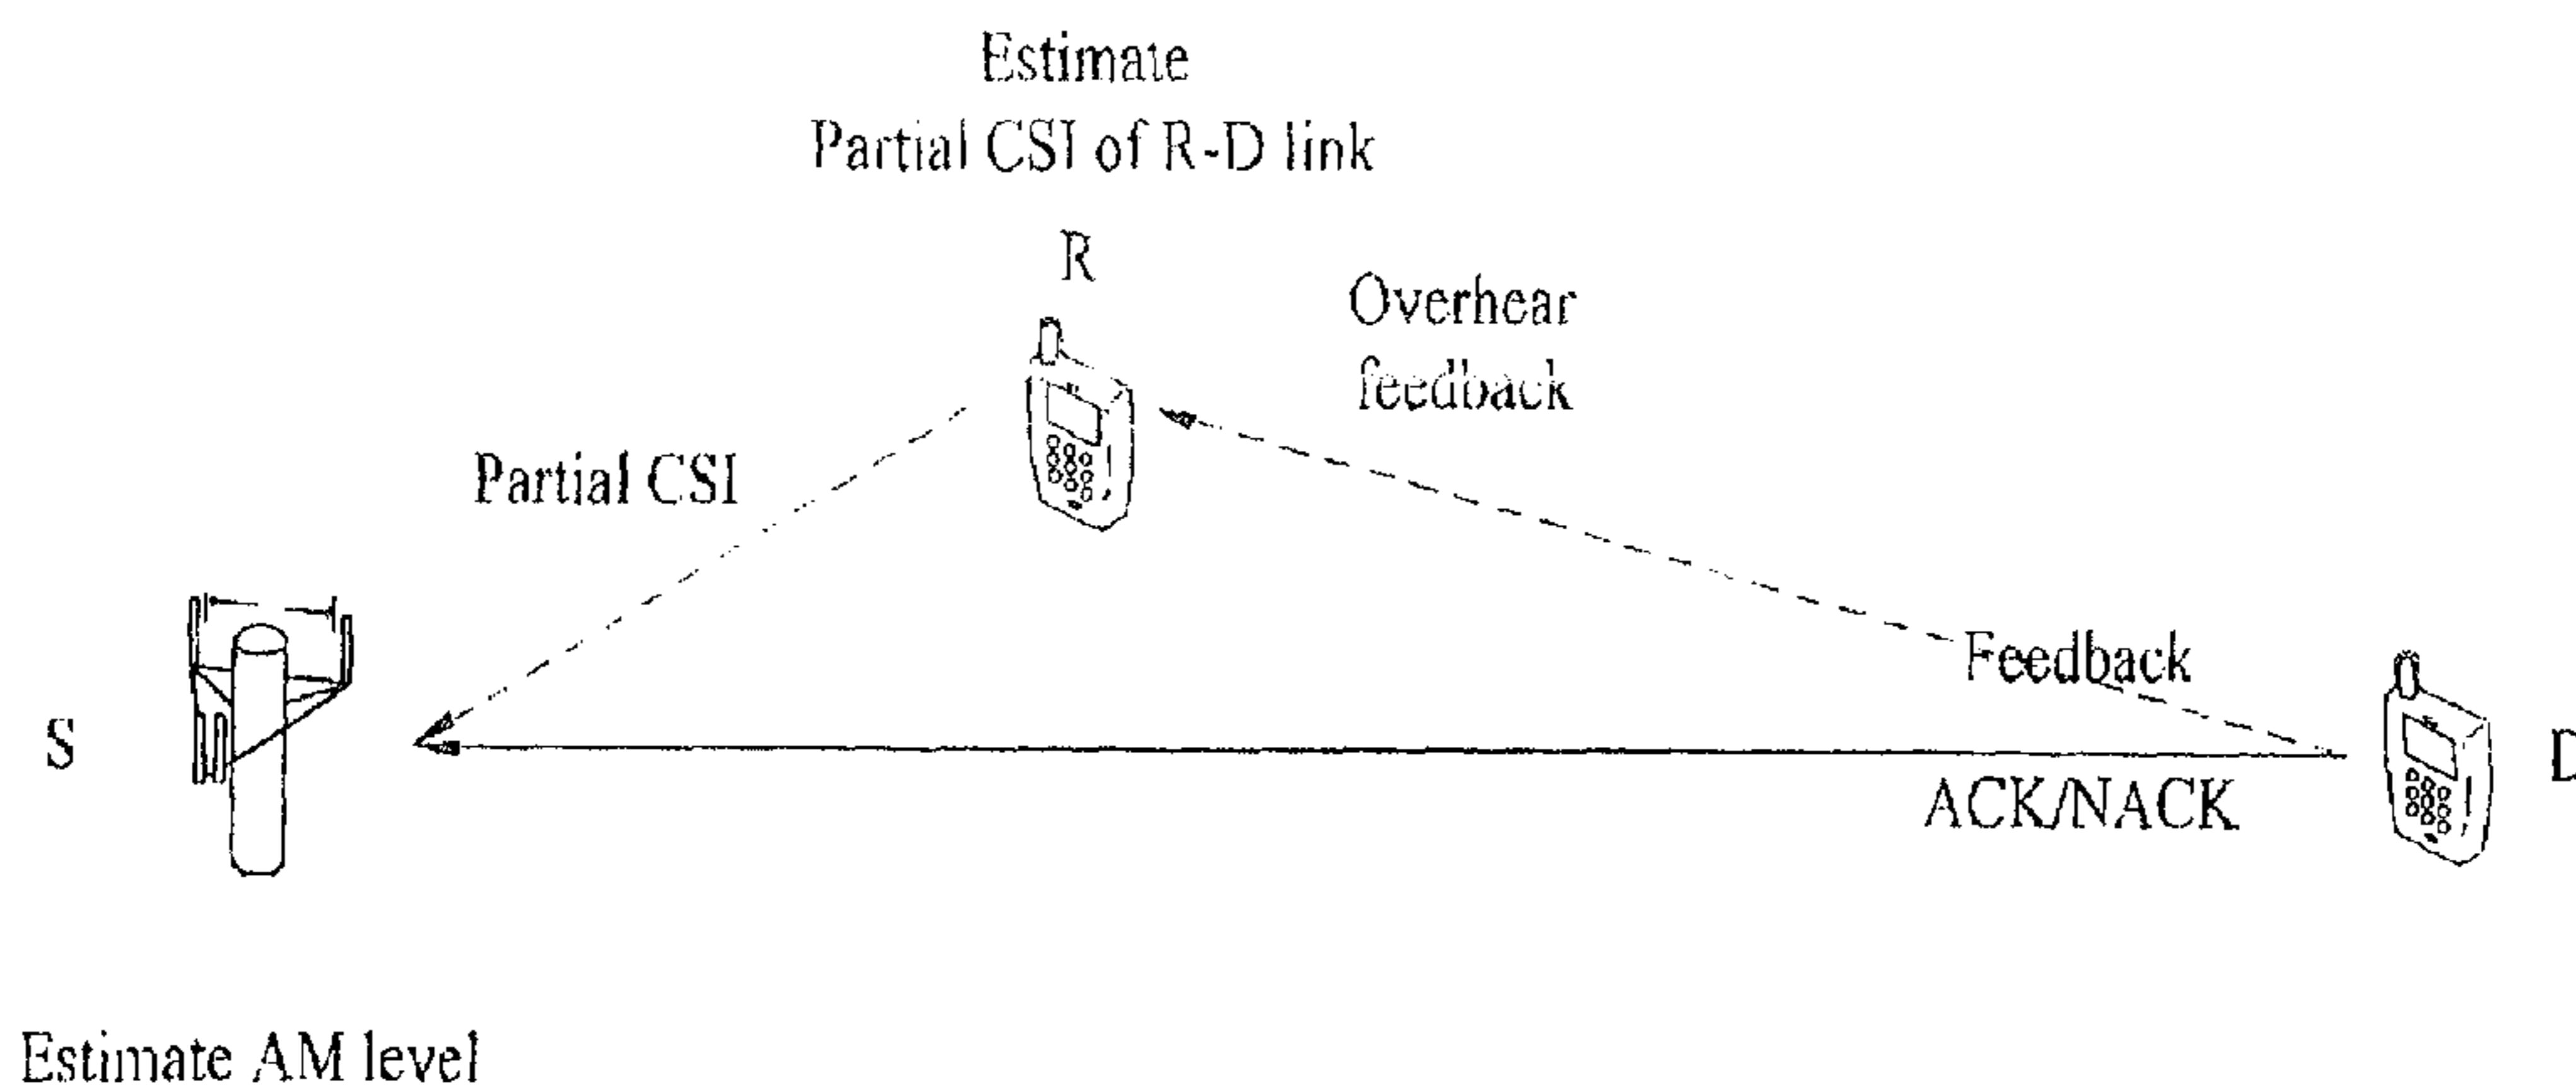 Estimate
Partial CSI of R-D link
R
Overhear
feedback
Partial CSI
Feedback
S
D
ACK/NACK
Estimate AM level